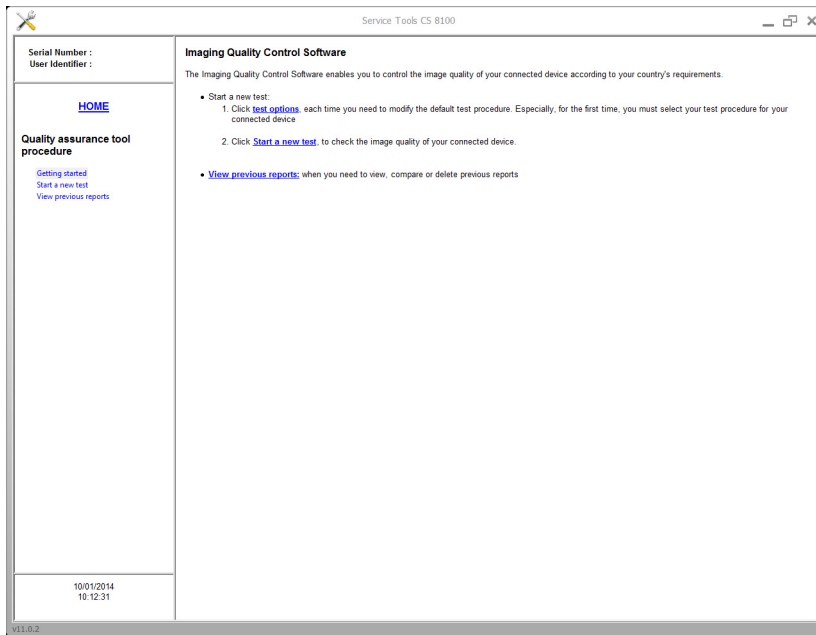 Service Tools CS 8100
Serial Number :
User Identifier :
HOME
Quality assurance tool
procedure
Getting started
Start a new test
View previous reports
Imaging Quality Control Software
The Imaging Quality Control Software enables you to control the image quality of your connected device according to your country's requirements.
• Start a new test:
1. Click test options, each time you need to modify the default test procedure. Especially, for the first time, you must select your test procedure for your
connected device
2. Click Start a new test, to check the image quality of your connected device.
• View previous reports: when you need to view, compare or delete previous reports
10/01/2014
10:12:31
v11.0.2